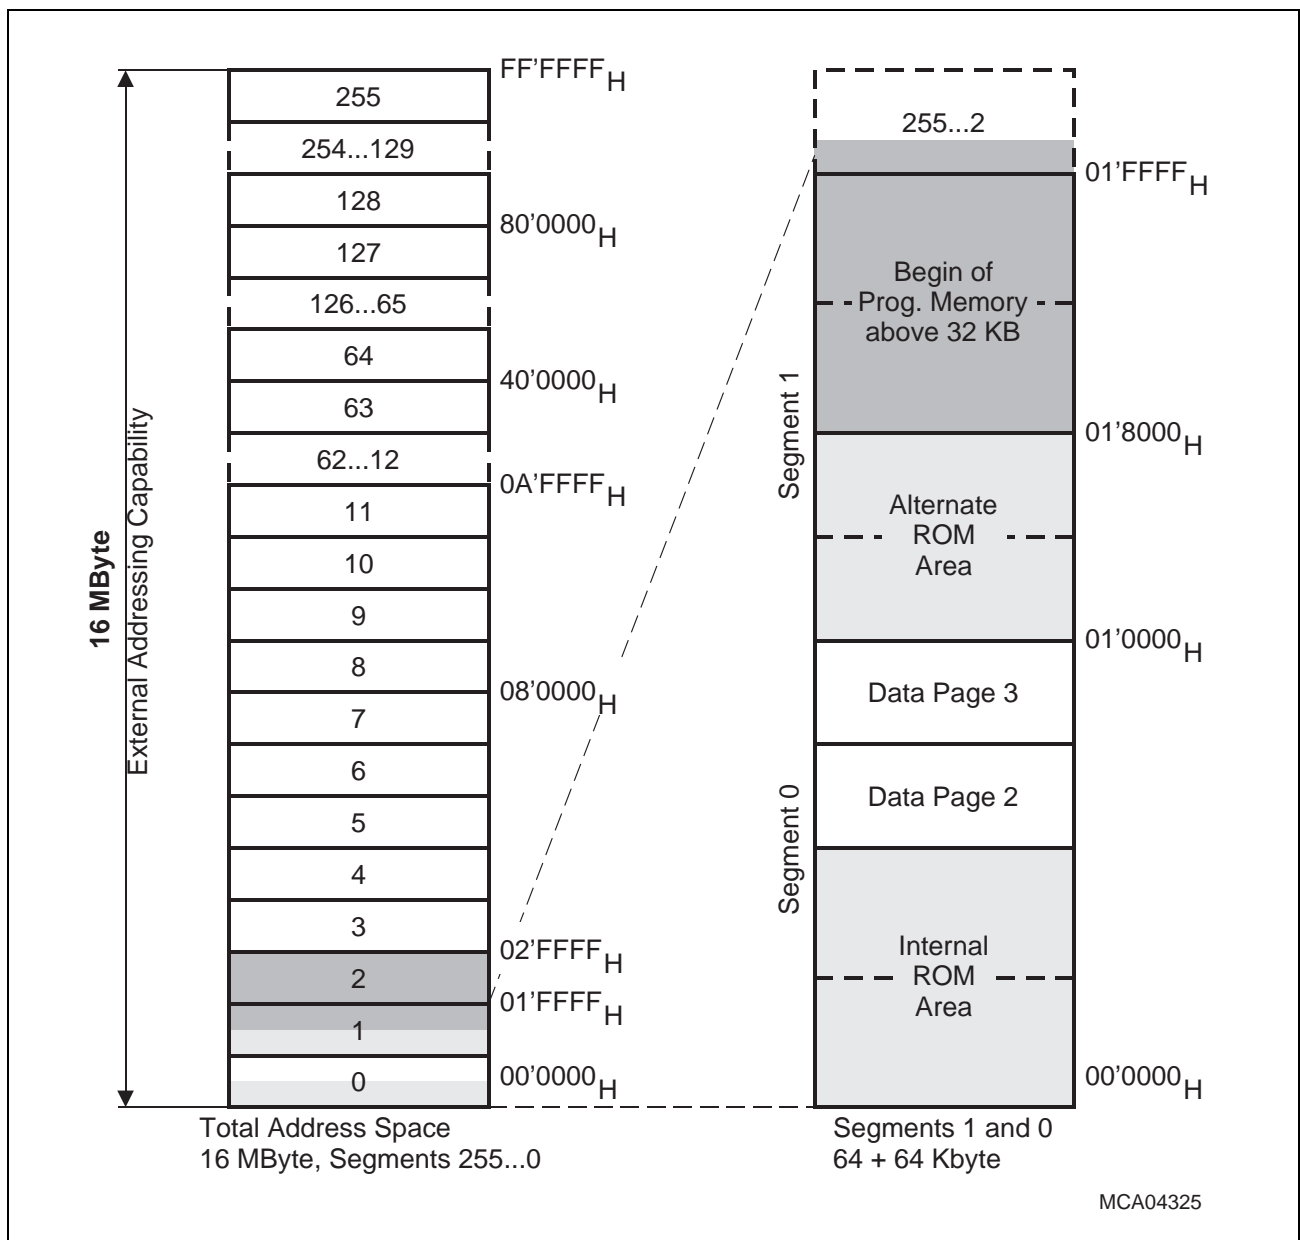 16 MByte
External Addressing Capability
FF'FFFFH
255
254...129
128
80'0000H
127
126...65
64
40'0000H
63
62...12
0A'FFFFH
11
10
9
8
08'0000H
7
6
5
4
3
02'FFFFH
2
01'FFFFH
1
0
00'0000H
Total Address Space
16 MByte, Segments 255...0
255...2
01'FFFFH
Begin of
Prog. Memory
above 32 KB
Segment 1
01'8000H
Alternate
ROM
Area
01'0000H
Data Page 3
Data Page 2
Segment 0
Internal
ROM
Area
00'0000H
Segments 1 and 0
64 + 64 Kbyte
MCA04325